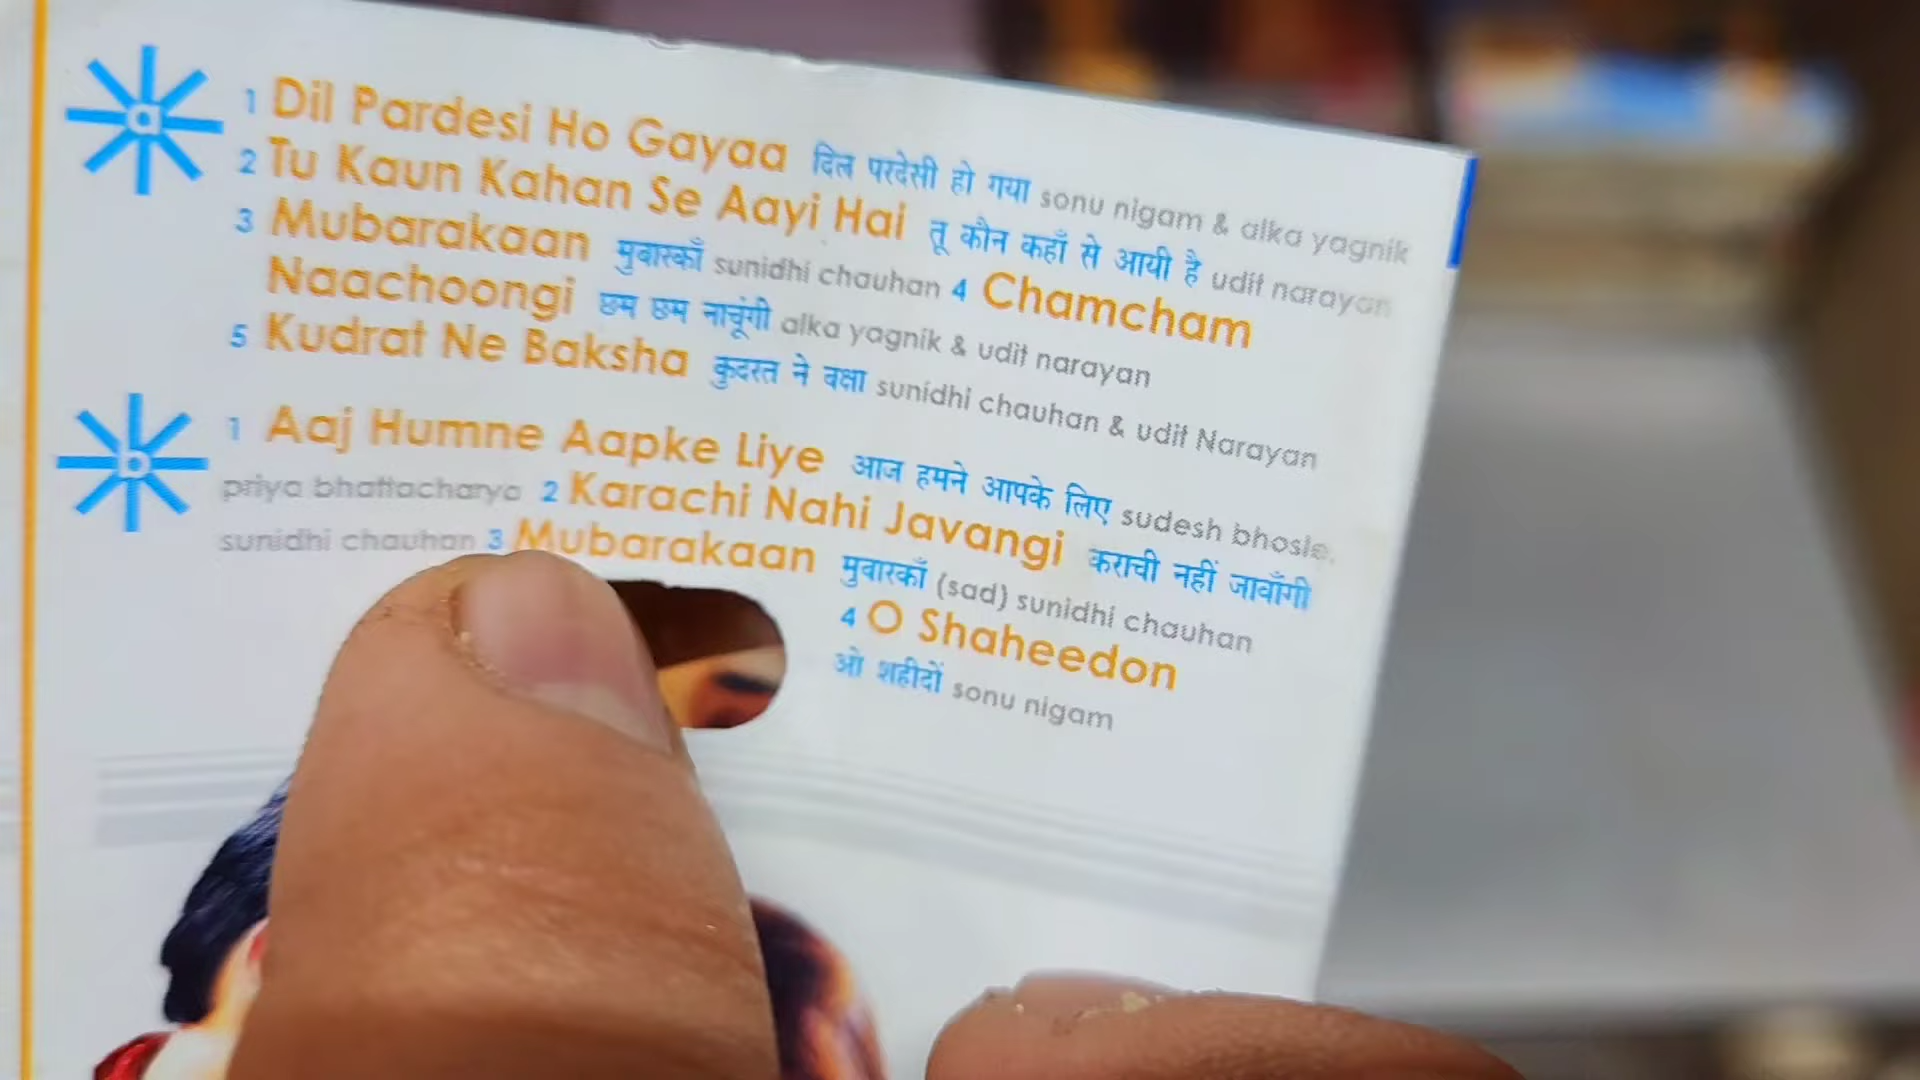 a
1 Dil Pardesi Ho Gayaa दिल परदेसी हो गया sonu nigam & alka yagnik
2 Tu Kaun Kahan Se Aayi Hai तू कौन कहाँ से आयी है udit narayan
3 Mubarakaan मुबारकाँ sunidhi chauhan 4 Chamcham
Naachoongi छम छम नाचूंगी alka yagnik & udit narayan
5 Kudrat Ne Baksha कुदरत ने बक्षा sunidhi chauhan & udit Narayan
b
1 Aaj Humne Aapke Liye आज हमने आपके लिए sudesh bhosle,
priya bhattacharya 2 Karachi Nahi Javangi कराची नहीं जावाँगी
sunidhi chauhan 3 Mubarakaan मुबारकाँ (sad) sunidhi chauhan
4 O Shaheedon
ओ शहीदों sonu nigam